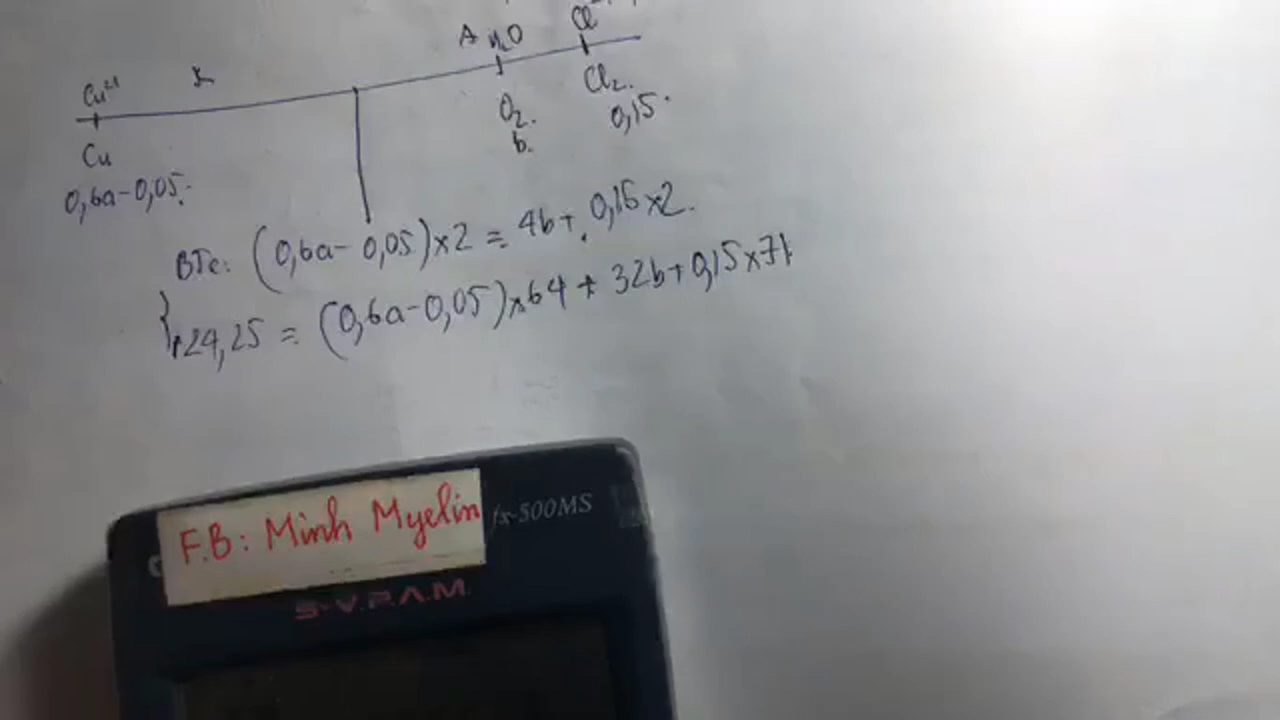 A H₂O Cl⁻
Cu²⁺ K
O₂. Cl₂.
Cu b. 0,15.
0,6a-0,05.
BTe: (0,6a- 0,05)×2 = 4b+ 0,15×2.
24,25 = (0,6a-0,05)×64 + 32b+0,15×71
F.B: Minh Myelin fx-500MS
S-V.P.A.M.